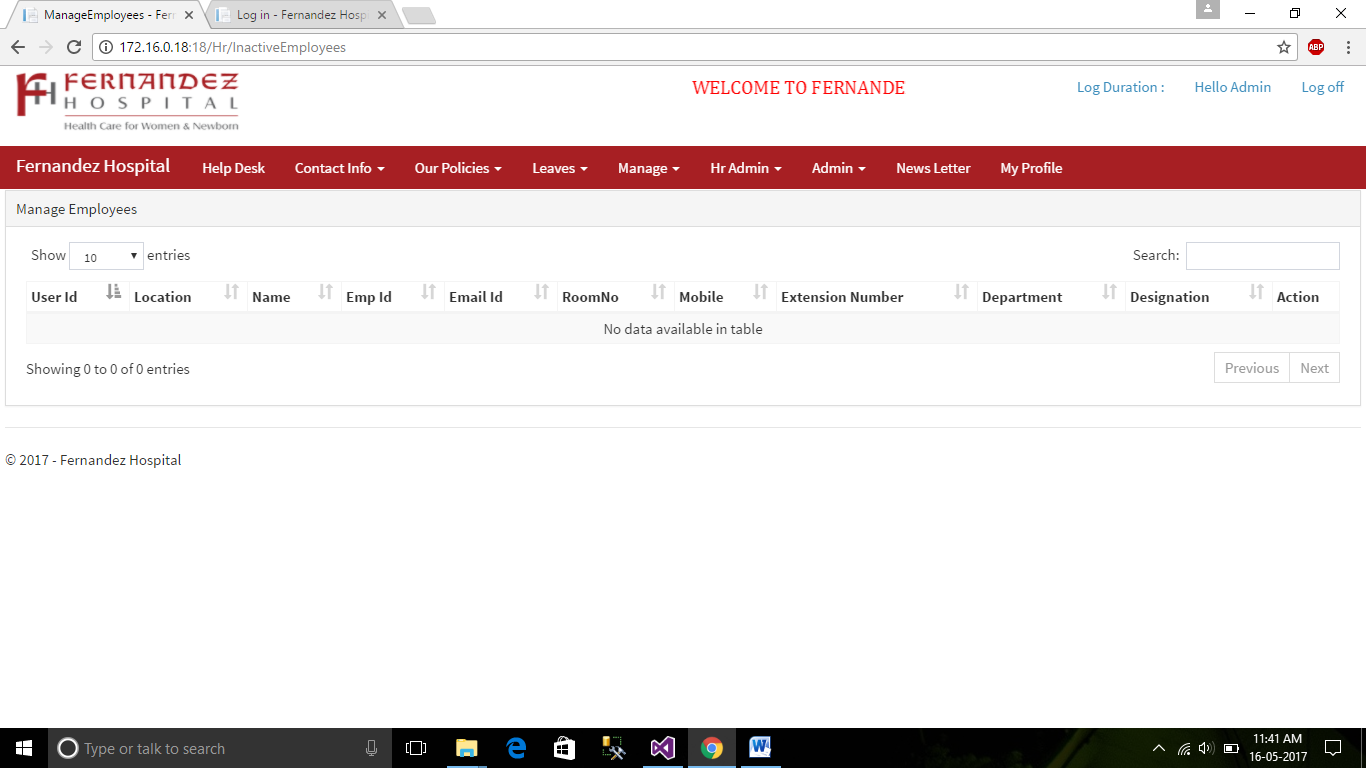 ManageEmployees - Fer
Log in - Fernandez Hosp
172.16.0.18:18/Hr/InactiveEmployees
ABP
FERNANDEZ
HOSPITAL
Health Care for Women & Newborn
WELCOME TO FERNANDE
Log Duration :
Hello Admin
Log off
Fernandez Hospital
Help Desk
Contact Info
Our Policies
Leaves
Manage
Hr Admin
Admin
News Letter
My Profile
Manage Employees
Show 10 entries
Search:
User Id Location Name Emp Id Email Id RoomNo Mobile Extension Number Department Designation Action
No data available in table
Showing 0 to 0 of 0 entries
Previous Next
© 2017 - Fernandez Hospital
Type or talk to search
11:41 AM
16-05-2017